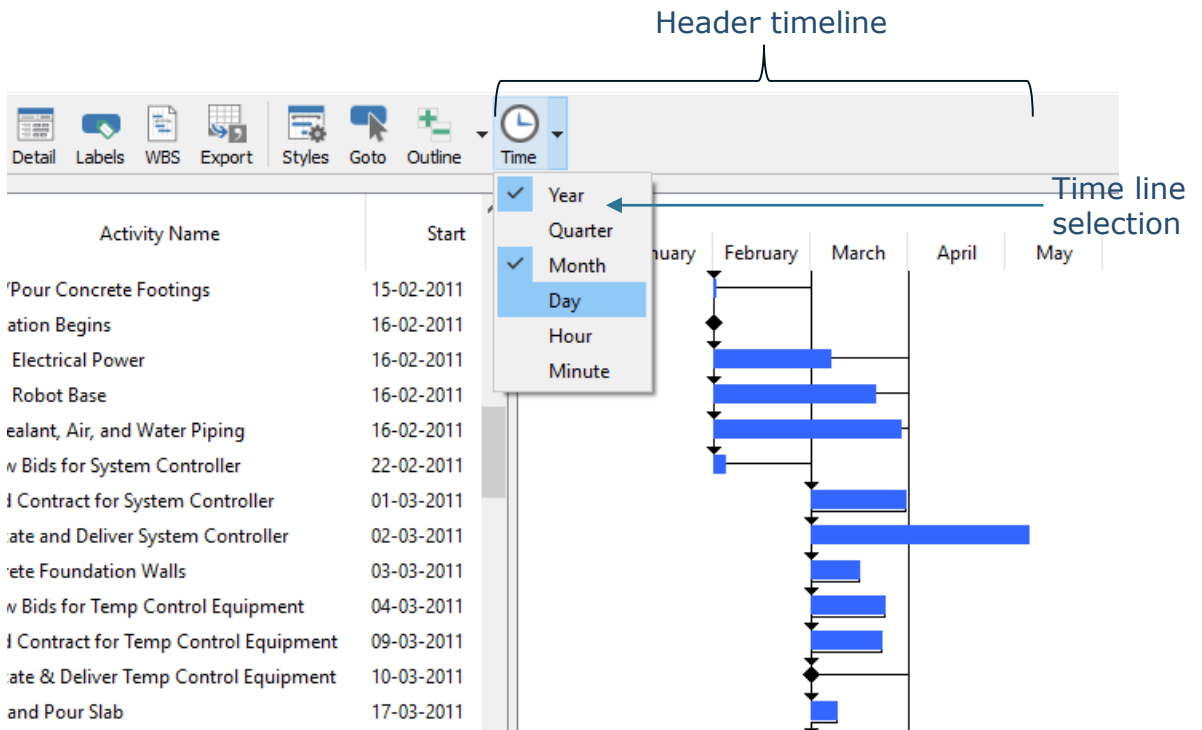 Header timeline
Detail Labels WBS Export Styles Goto Outline Time
Year
Time line
selection
Quarter
Month
Day
Hour
Minute
Activity Name Start
nuary February March April May
/Pour Concrete Footings 15-02-2011
ation Begins 16-02-2011
Electrical Power 16-02-2011
Robot Base 16-02-2011
ealant, Air, and Water Piping 16-02-2011
w Bids for System Controller 22-02-2011
d Contract for System Controller 01-03-2011
cate and Deliver System Controller 02-03-2011
rete Foundation Walls 03-03-2011
w Bids for Temp Control Equipment 04-03-2011
d Contract for Temp Control Equipment 09-03-2011
cate & Deliver Temp Control Equipment 10-03-2011
and Pour Slab 17-03-2011